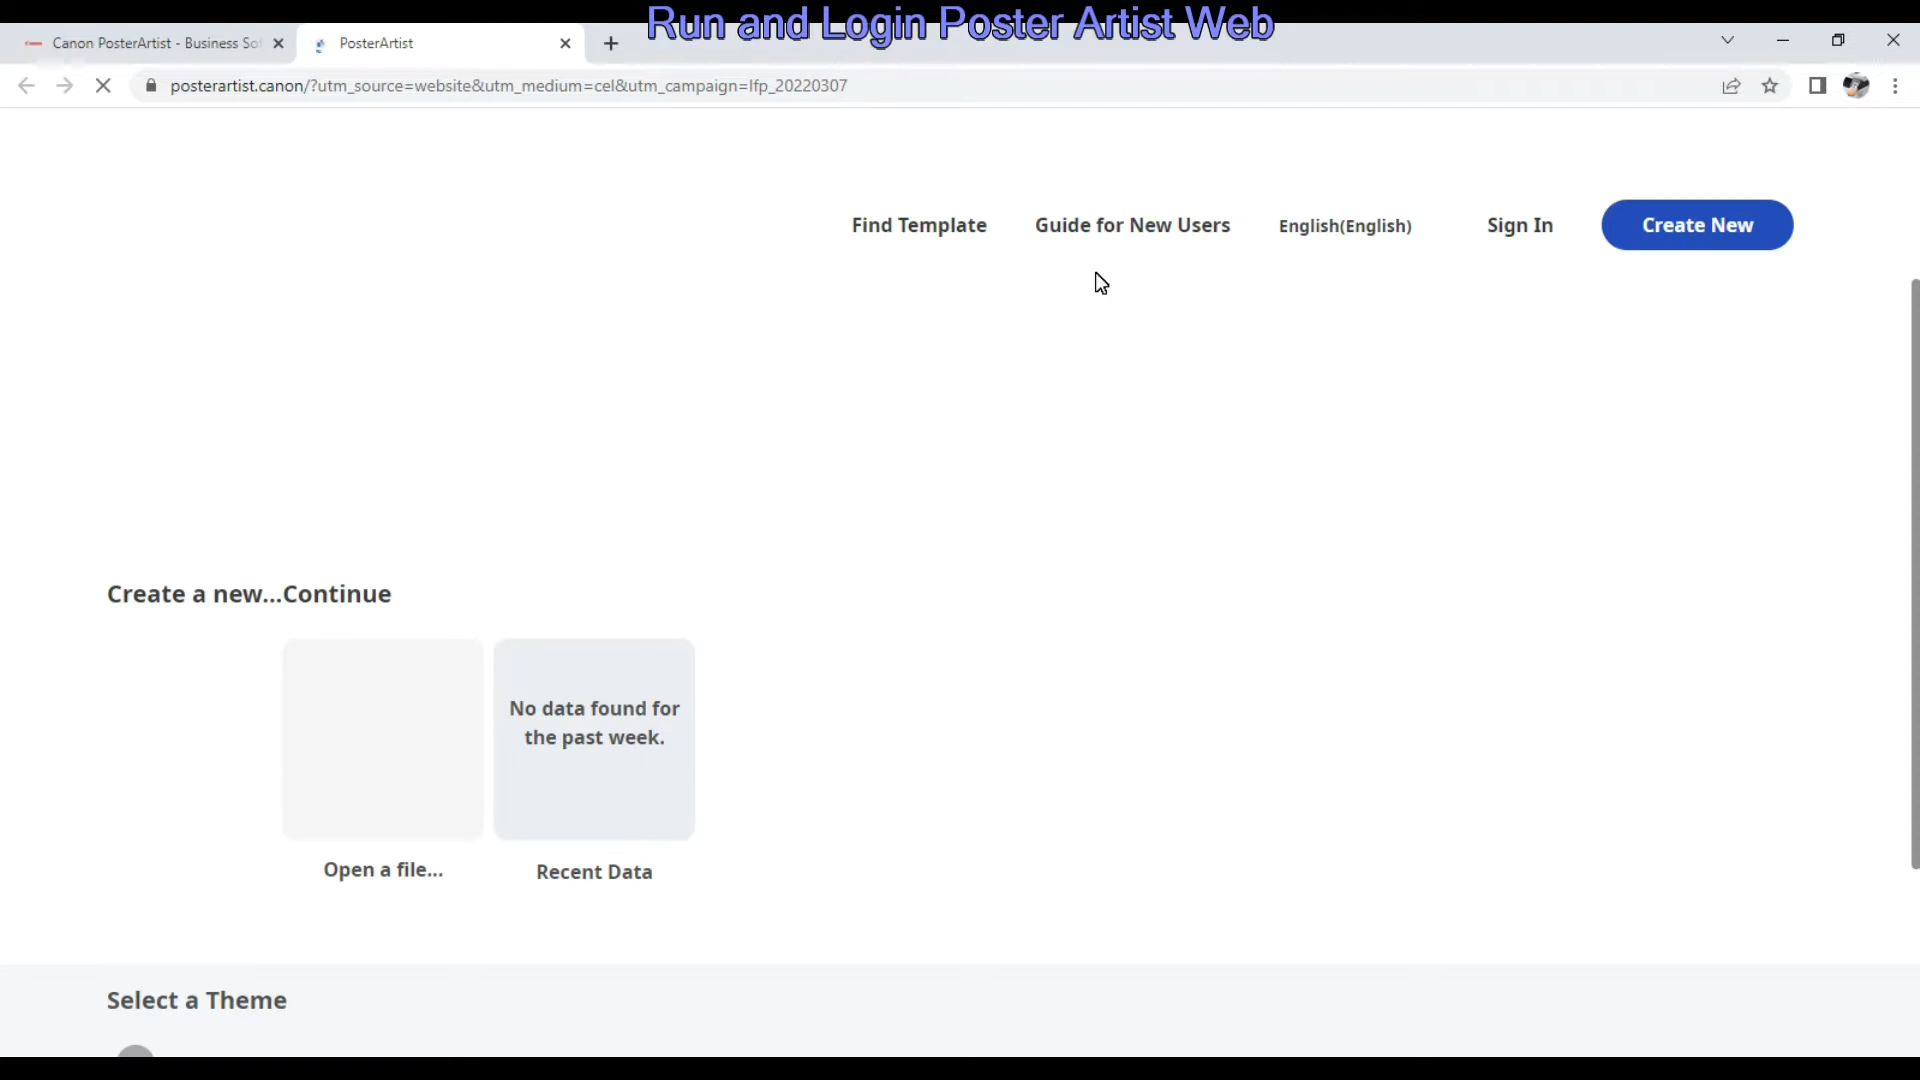 Run and Login Poster Artist Web
Canon PosterArtist - Business So
PosterArtist
posterartist.canon/?utm_source=website&utm_medium=cel&utm_campaign=lfp_20220307
Find Template
Guide for New Users
English(English)
Sign In
Create New
Create a new...Continue
No data found for
the past week.
Open a file...
Recent Data
Select a Theme